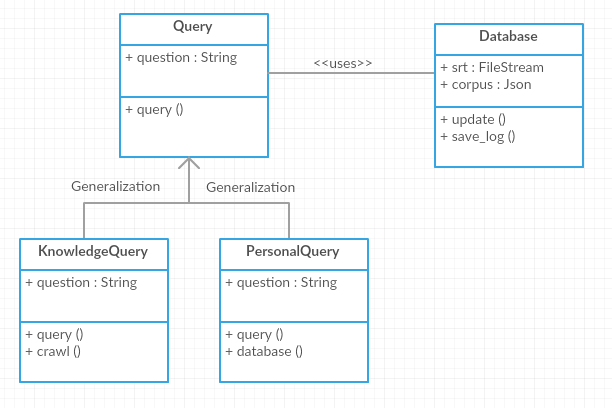 Query
+ question : String
+ query ()
<<uses>>
Database
+ srt : FileStream
+ corpus : Json
+ update ()
+ save_log ()
Generalization
Generalization
KnowledgeQuery
+ question : String
+ query ()
+ crawl ()
PersonalQuery
+ question : String
+ query ()
+ database ()